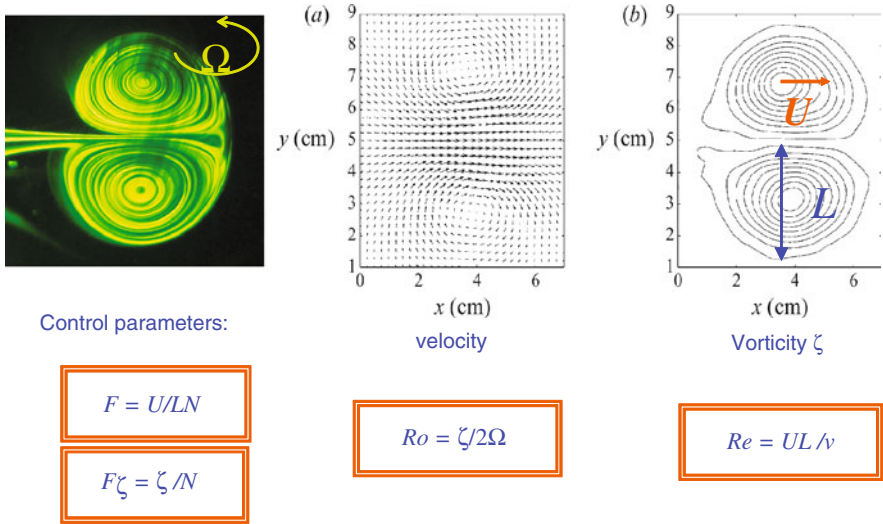 Ω
(a)
9
8
7
6
y (cm) 5
4
3
2
1
0 2 4 6
x (cm)
velocity
(b)
9
8
7
6
y (cm) 5
4
3
2
1
U
L
0 2 4 6
x (cm)
Vorticity ζ
Control parameters:
F = U/LN
Fζ = ζ /N
Ro = ζ/2Ω
Re = UL /v